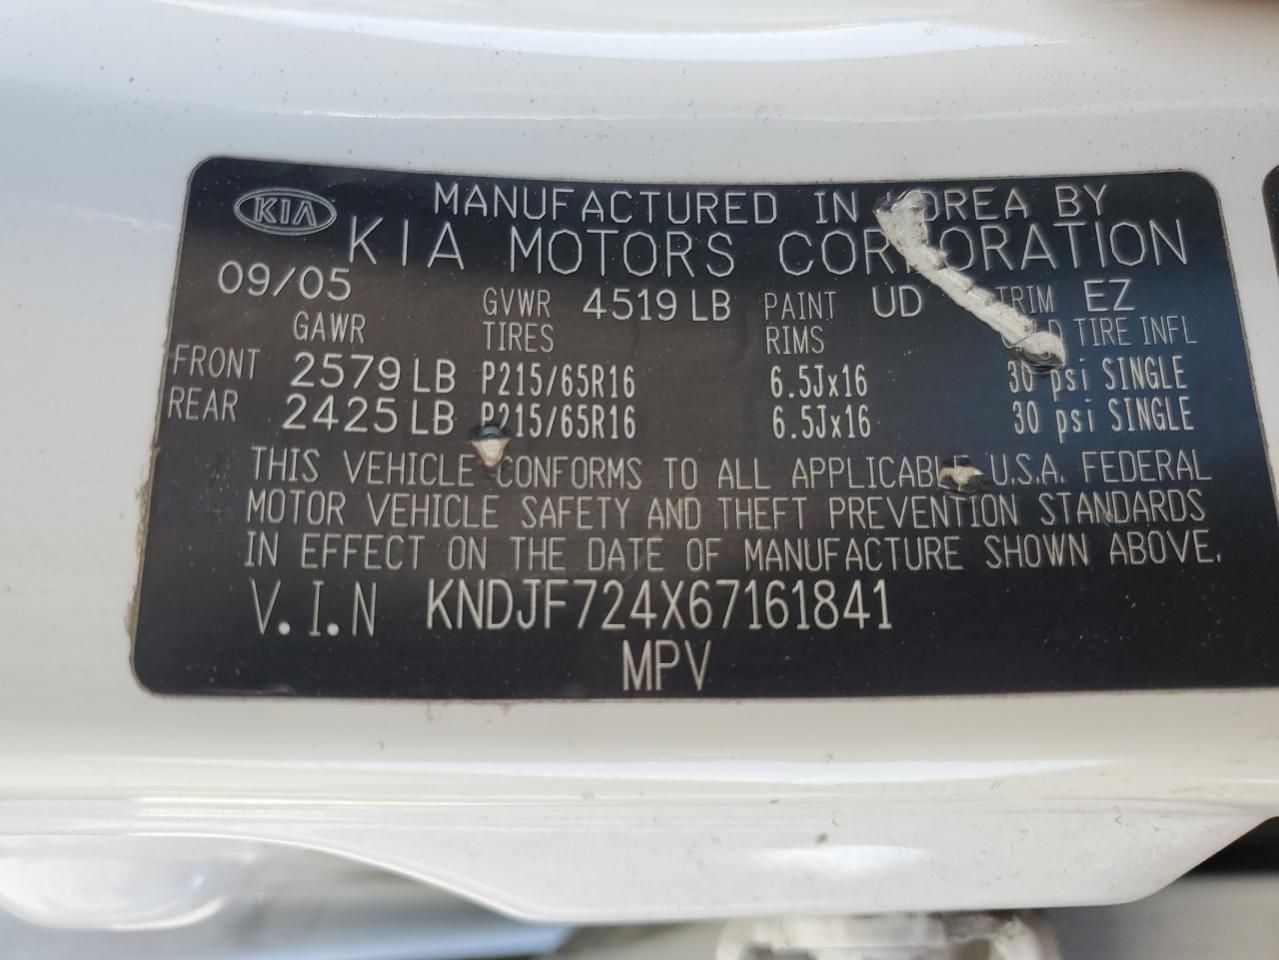 KIA
MANUFACTURED IN KOREA BY
KIA MOTORS CORPORATION
09/05 GVWR 4519 LB PAINT UD TRIM EZ
GAWR TIRES RIMS TIRE INFL
FRONT 2579 LB P215/65R16 6.5Jx16 30 psi SINGLE
REAR 2425 LB P215/65R16 6.5Jx16 30 psi SINGLE
THIS VEHICLE CONFORMS TO ALL APPLICABLE U.S.A. FEDERAL
MOTOR VEHICLE SAFETY AND THEFT PREVENTION STANDARDS
IN EFFECT ON THE DATE OF MANUFACTURE SHOWN ABOVE.
V.I.N KNDJF724X67161841
MPV